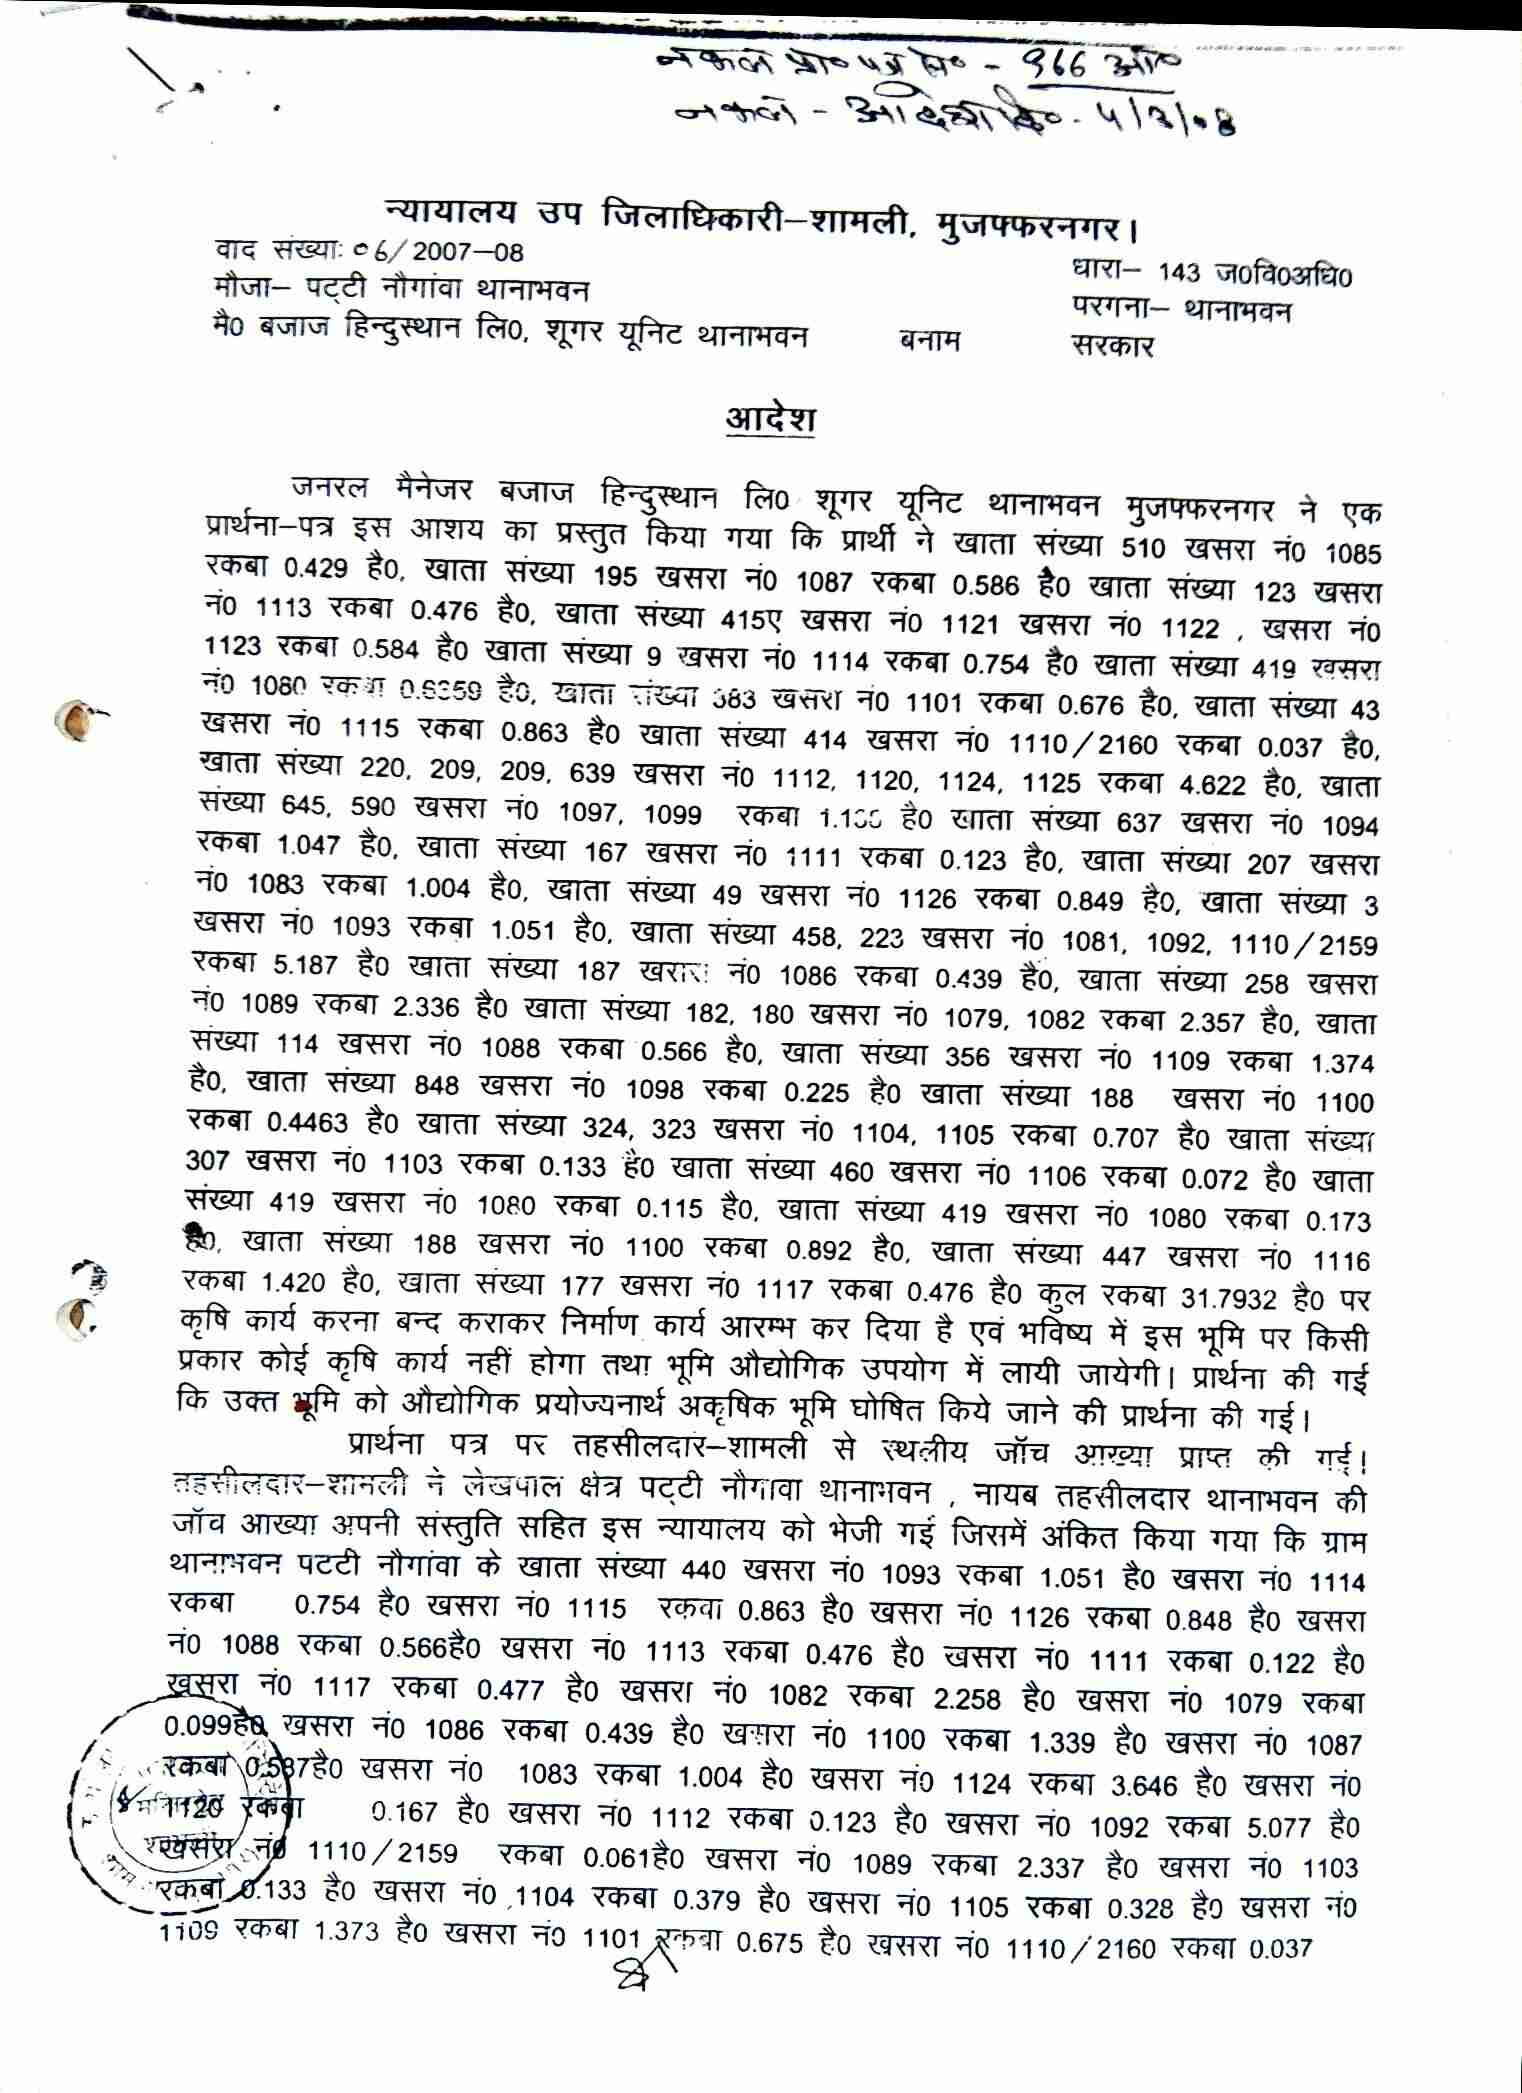 नकल प्रा० पत्र सं० - 966 ओ०
नकल - आदेश दि०. 4/3/08
न्यायालय उप जिलाधिकारी–शामली, मुजफ्फरनगर।
वाद संख्याः 06/2007–08
धारा– 143 ज0वि0अधि0
मौजा– पट्टी नौगांवा थानाभवन
परगना– थानाभवन
मै0 बजाज हिन्दुस्थान लि0, शूगर यूनिट थानाभवन बनाम सरकार
आदेश
जनरल मैनेजर बजाज हिन्दुस्थान लि0 शूगर यूनिट थानाभवन मुजफ्फरनगर ने एक
प्रार्थना–पत्र इस आशय का प्रस्तुत किया गया कि प्रार्थी ने खाता संख्या 510 खसरा नं0 1085
रकबा 0.429 है0, खाता संख्या 195 खसरा नं0 1087 रकबा 0.586 है0 खाता संख्या 123 खसरा
नं0 1113 रकबा 0.476 है0, खाता संख्या 415ए खसरा नं0 1121 खसरा नं0 1122 , खसरा नं0
1123 रकबा 0.584 है0 खाता संख्या 9 खसरा नं0 1114 रकबा 0.754 है0 खाता संख्या 419 खसरा
नं0 1080 रकबा 0.6359 है0, खाता संख्या 383 खसरा नं0 1101 रकबा 0.676 है0, खाता संख्या 43
खसरा नं0 1115 रकबा 0.863 है0 खाता संख्या 414 खसरा नं0 1110/2160 रकबा 0.037 है0,
खाता संख्या 220, 209, 209, 639 खसरा नं0 1112, 1120, 1124, 1125 रकबा 4.622 है0, खाता
संख्या 645, 590 खसरा नं0 1097, 1099 रकबा है0 खाता संख्या 637 खसरा नं0 1094
रकबा 1.047 है0, खाता संख्या 167 खसरा नं0 1111 रकबा 0.123 है0, खाता संख्या 207 खसरा
नं0 1083 रकबा 1.004 है0, खाता संख्या 49 खसरा नं0 1126 रकबा 0.849 है0, खाता संख्या 3
खसरा नं0 1093 रकबा 1.051 है0, खाता संख्या 458, 223 खसरा नं0 1081, 1092, 1110/2159
रकबा 5.187 है0 खाता संख्या 187 खसरा नं0 1086 रकबा 0.439 है0, खाता संख्या 258 खसरा
नं0 1089 रकबा 2.336 है0 खाता संख्या 182, 180 खसरा नं0 1079, 1082 रकबा 2.357 है0, खाता
संख्या 114 खसरा नं0 1088 रकबा 0.566 है0, खाता संख्या 356 खसरा नं0 1109 रकबा 1.374
है0, खाता संख्या 848 खसरा नं0 1098 रकबा 0.225 है0 खाता संख्या 188 खसरा नं0 1100
रकबा 0.4463 है0 खाता संख्या 324, 323 खसरा नं0 1104, 1105 रकबा 0.707 है0 खाता संख्या
307 खसरा नं0 1103 रकबा 0.133 है0 खाता संख्या 460 खसरा नं0 1106 रकबा 0.072 है0 खाता
संख्या 419 खसरा नं0 1080 रकबा 0.115 है0, खाता संख्या 419 खसरा नं0 1080 रकबा 0.173
है0, खाता संख्या 188 खसरा नं0 1100 रकबा 0.892 है0, खाता संख्या 447 खसरा नं0 1116
रकबा 1.420 है0, खाता संख्या 177 खसरा नं0 1117 रकबा 0.476 है0 कुल रकबा 31.7932 है0 पर
कृषि कार्य करना बन्द कराकर निर्माण कार्य आरम्भ कर दिया है एवं भविष्य में इस भूमि पर किसी
प्रकार कोई कृषि कार्य नहीं होगा तथा भूमि औद्योगिक उपयोग में लायी जायेगी। प्रार्थना की गई
कि उक्त भूमि को औद्योगिक प्रयोज्यनार्थ अकृषिक भूमि घोषित किये जाने की प्रार्थना की गई।
प्रार्थना पत्र पर तहसीलदार–शामली से स्थलीय जॉच आख्या प्राप्त की गई।
तहसीलदार–शामली ने लेखपाल क्षेत्र पट्टी नौगावा थानाभवन , नायब तहसीलदार थानाभवन की
जॉच आख्या अपनी संस्तुति सहित इस न्यायालय को भेजी गई जिसमें अंकित किया गया कि ग्राम
थानाभवन पटटी नौगांवा के खाता संख्या 440 खसरा नं0 1093 रकबा 1.051 है0 खसरा नं0 1114
रकबा 0.754 है0 खसरा नं0 1115 रकवा 0.863 है0 खसरा नं0 1126 रकबा 0.848 है0 खसरा
नं0 1088 रकबा 0.566है0 खसरा नं0 1113 रकबा 0.476 है0 खसरा नं0 1111 रकबा 0.122 है0
खसरा नं0 1117 रकबा 0.477 है0 खसरा नं0 1082 रकबा 2.258 है0 खसरा नं0 1079 रकबा
0.099है0 खसरा नं0 1086 रकबा 0.439 है0 खसरा नं0 1100 रकबा 1.339 है0 खसरा नं0 1087
रकबा 0.587है0 खसरा नं0 1083 रकबा 1.004 है0 खसरा नं0 1124 रकबा 3.646 है0 खसरा नं0
1120 रकबा 0.167 है0 खसरा नं0 1112 रकबा 0.123 है0 खसरा नं0 1092 रकबा 5.077 है0
खसरा नं0 1110/2159 रकबा 0.061है0 खसरा नं0 1089 रकबा 2.337 है0 खसरा नं0 1103
रकबा 0.133 है0 खसरा नं0 1104 रकबा 0.379 है0 खसरा नं0 1105 रकबा 0.328 है0 खसरा नं0
1109 रकबा 1.373 है0 खसरा नं0 1101 रकबा 0.675 है0 खसरा नं0 1110/2160 रकबा 0.037